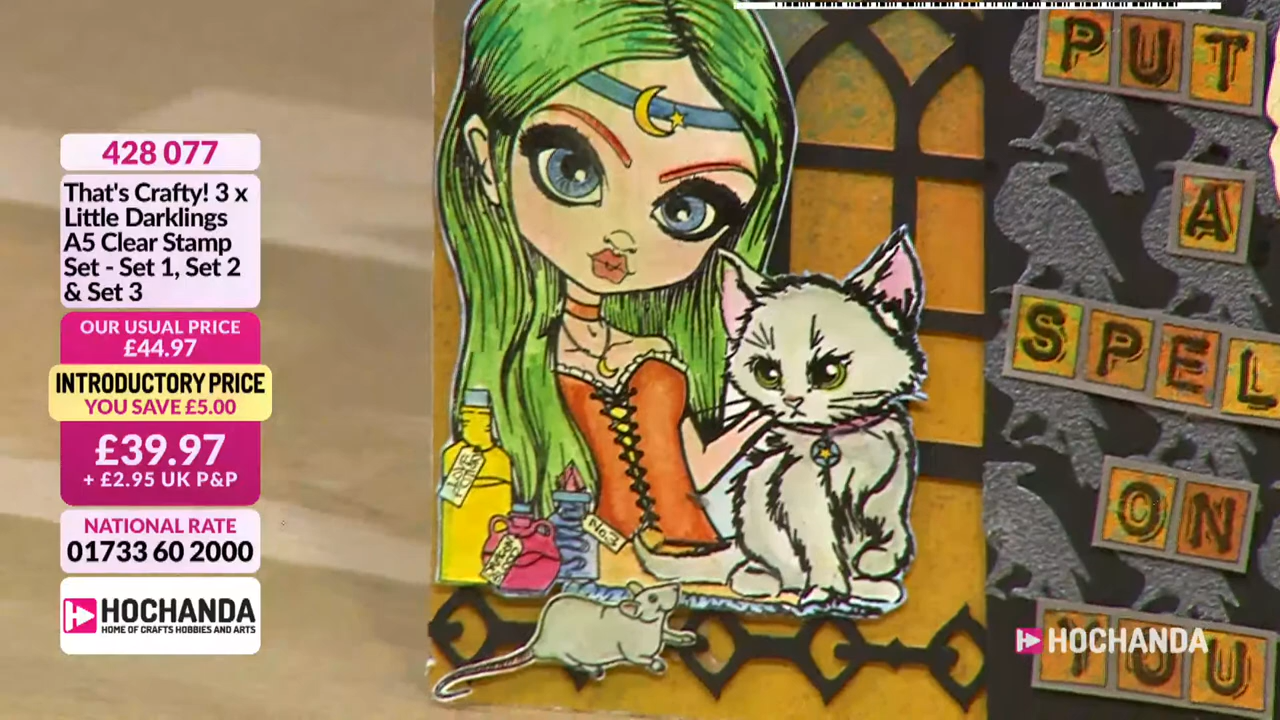 428 077
That's Crafty! 3 x
Little Darklings
A5 Clear Stamp
Set - Set 1, Set 2
& Set 3
OUR USUAL PRICE
£44.97
INTRODUCTORY PRICE
YOU SAVE £5.00
£39.97
+ £2.95 UK P&P
NATIONAL RATE
01733 60 2000
HOCHANDA
HOME OF CRAFTS HOBBIES AND ARTS
PUT
A
SPEL
ON
YOU
No.3
HOCHANDA